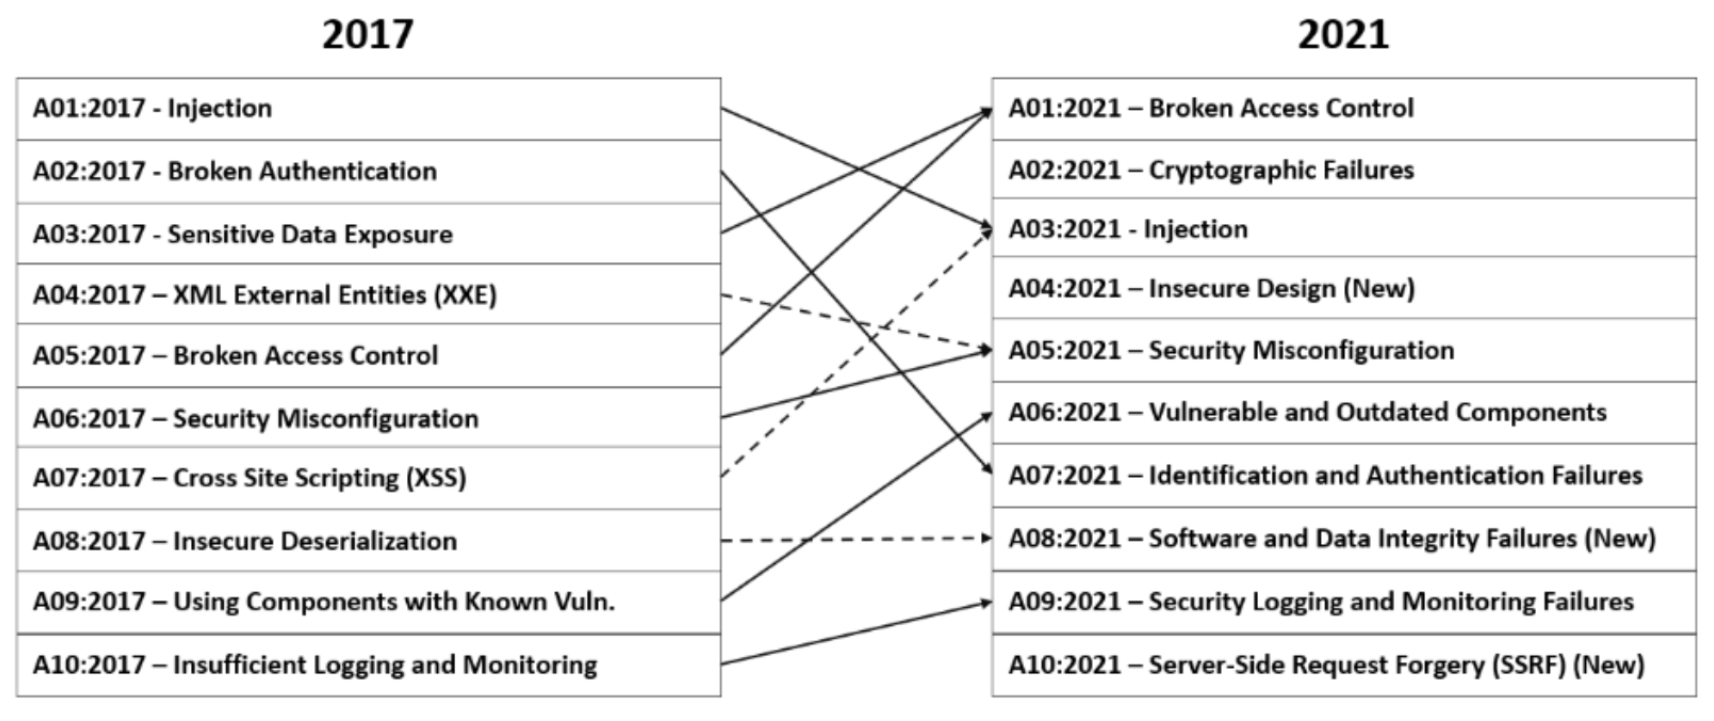 2017
A01:2017 - Injection
A02:2017 - Broken Authentication
A03:2017 - Sensitive Data Exposure
A04:2017 – XML External Entities (XXE)
A05:2017 – Broken Access Control
A06:2017 – Security Misconfiguration
A07:2017 – Cross Site Scripting (XSS)
A08:2017 – Insecure Deserialization
A09:2017 – Using Components with Known Vuln.
A10:2017 – Insufficient Logging and Monitoring
2021
A01:2021 – Broken Access Control
A02:2021 – Cryptographic Failures
A03:2021 - Injection
A04:2021 – Insecure Design (New)
A05:2021 – Security Misconfiguration
A06:2021 – Vulnerable and Outdated Components
A07:2021 – Identification and Authentication Failures
A08:2021 – Software and Data Integrity Failures (New)
A09:2021 – Security Logging and Monitoring Failures
A10:2021 – Server-Side Request Forgery (SSRF) (New)